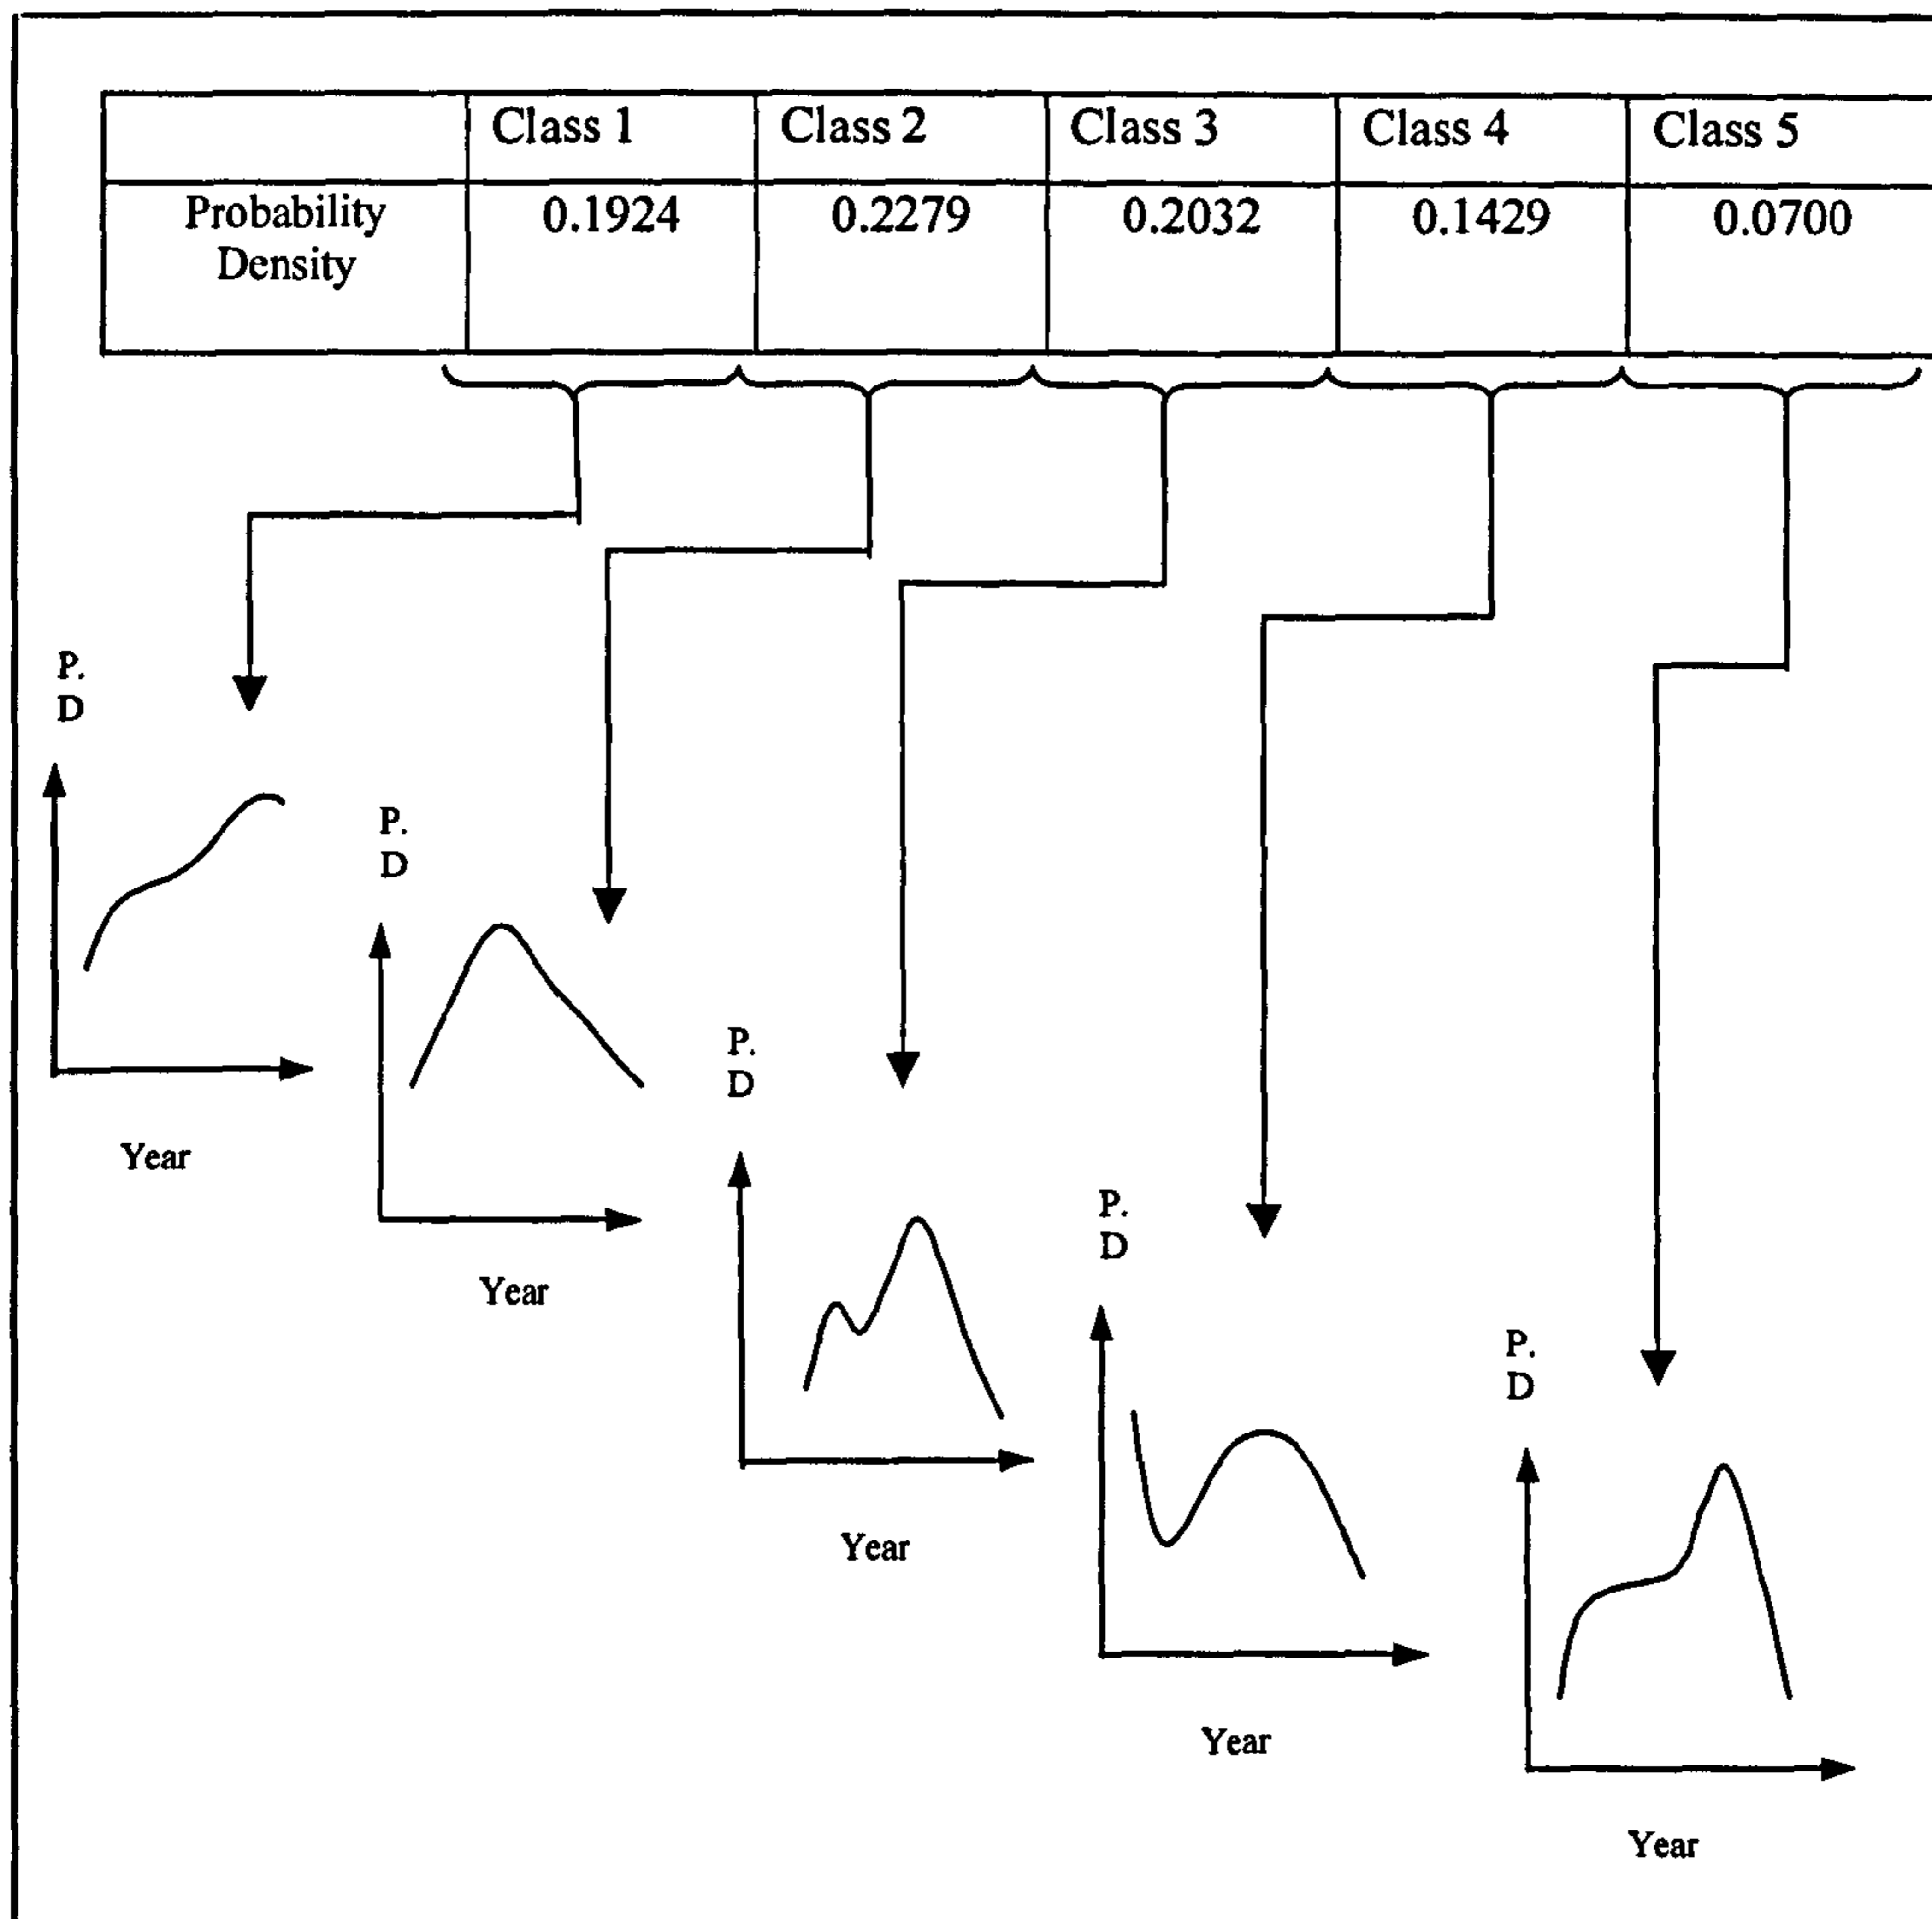 Class 1 Class 2 Class 3 Class 4 Class 5
Probability 0.1924 0.2279 0.2032 0.1429 0.0700
Density
P.
D
Year
P.
D
Year
P.
D
Year
P.
D
Year
P.
D
Year